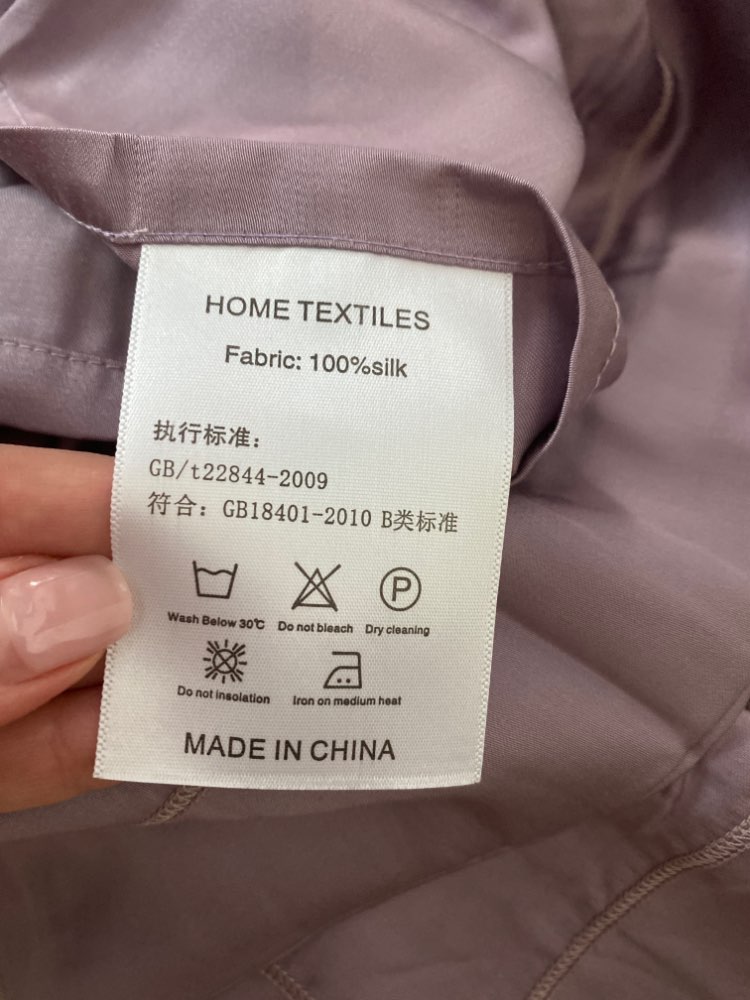 HOME TEXTILES
Fabric: 100%silk
执行标准：
GB/t22844-2009
符合：GB18401-2010 B类标准
P
Wash Below 30℃ Do not bleach Dry cleaning
Do not insolation Iron on medium heat
MADE IN CHINA